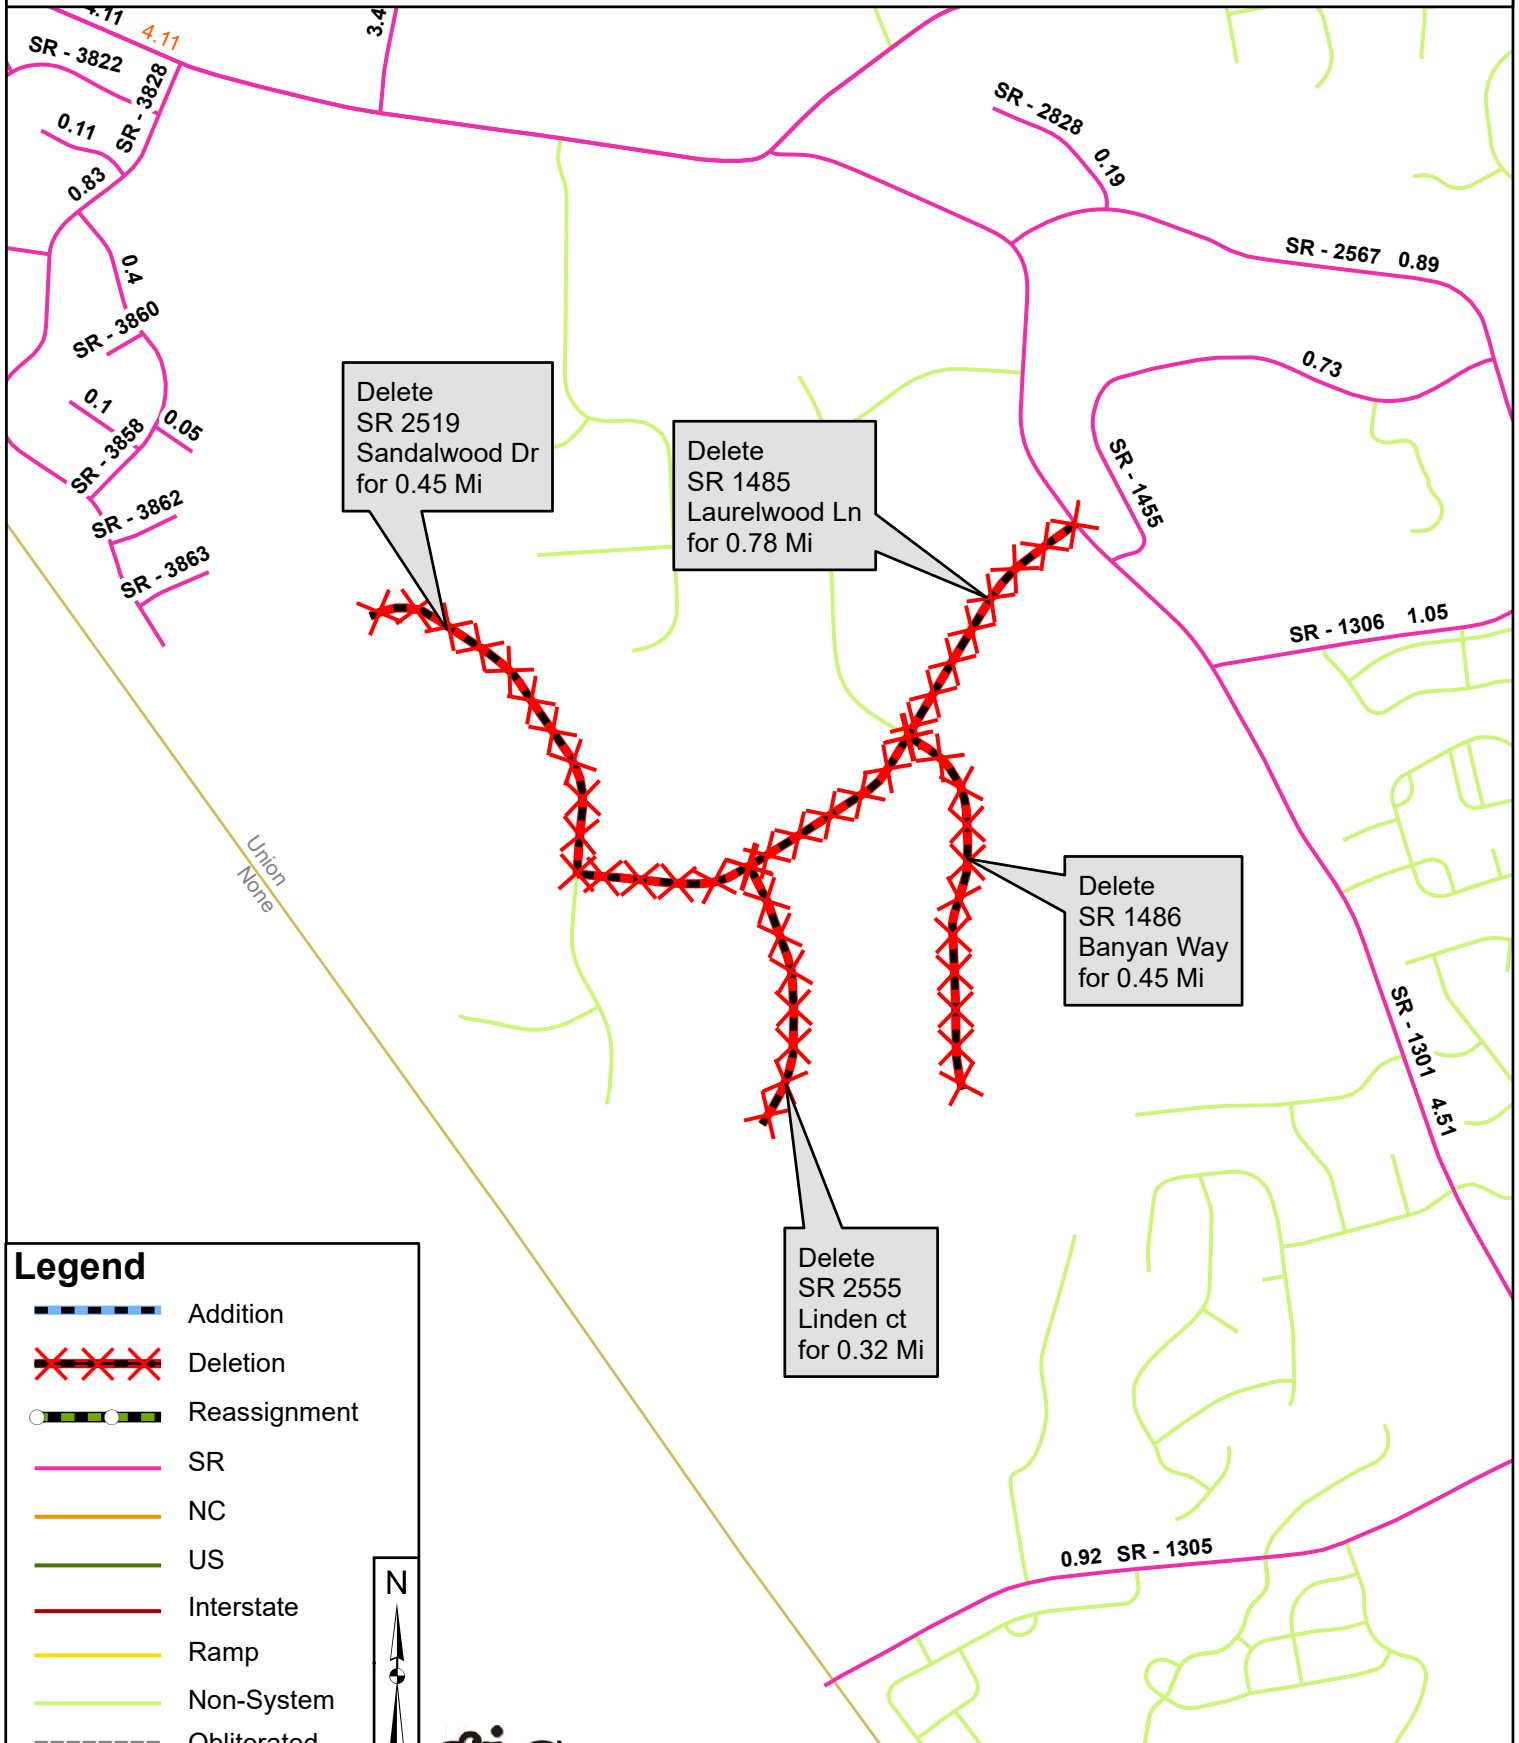 4.11
4.11
3.4
SR - 3822
SR - 3828
0.11
0.83
0.4
SR - 3860
0.1
0.05
SR - 3858
SR - 3862
SR - 3863
SR - 2828
0.19
SR - 2567 0.89
0.73
SR - 1455
SR - 1306 1.05
Delete
SR 2519
Sandalwood Dr
for 0.45 Mi
Delete
SR 1485
Laurelwood Ln
for 0.78 Mi
Union
None
Delete
SR 1486
Banyan Way
for 0.45 Mi
SR - 1301 4.51
Delete
SR 2555
Linden ct
for 0.32 Mi
0.92 SR - 1305
Legend
Addition
Deletion
Reassignment
SR
NC
US
Interstate
Ramp
Non-System
Obliterated
N